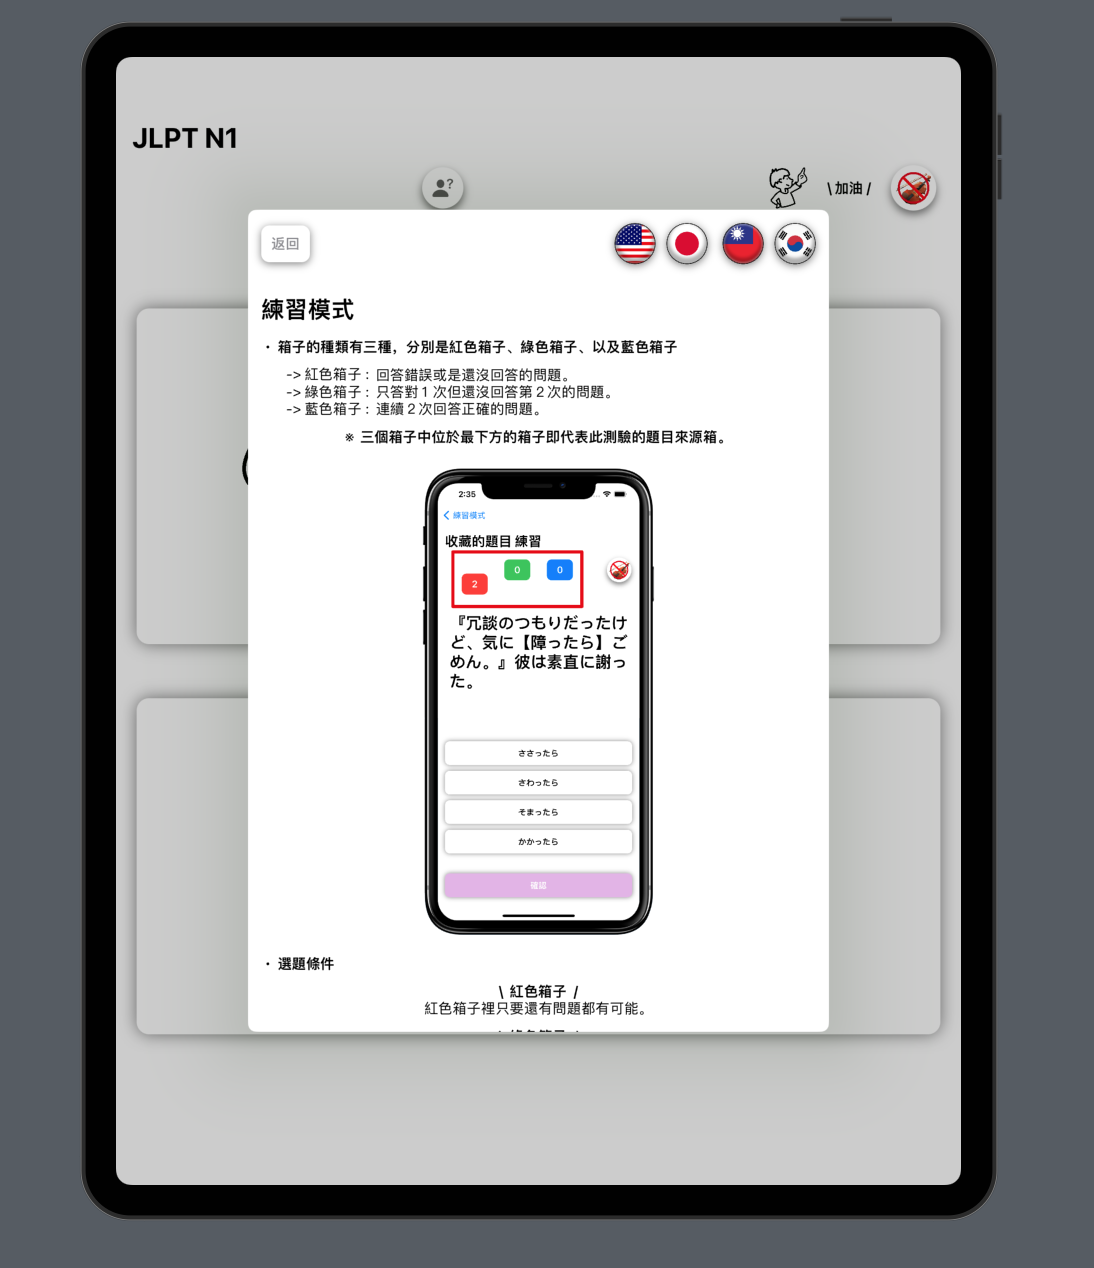 JLPT N1
?
\ 加油 /
返回
練習模式
・ 箱子的種類有三種，分別是紅色箱子、綠色箱子、以及藍色箱子
-> 紅色箱子 : 回答錯誤或是還沒回答的問題。
-> 綠色箱子 : 只答對 1 次但還沒回答第 2 次的問題。
-> 藍色箱子 : 連續 2 次回答正確的問題。
※ 三個箱子中位於最下方的箱子即代表此測驗的題目來源箱。
2:35
練習模式
收藏的題目 練習
0
0
2
『冗談のつもりだったけ
ど、気に【障ったら】ご
めん。』彼は素直に謝っ
た。
ささったら
さわったら
そまったら
かかったら
確認
・ 選題條件
\ 紅色箱子 /
紅色箱子裡只要還有問題都有可能。